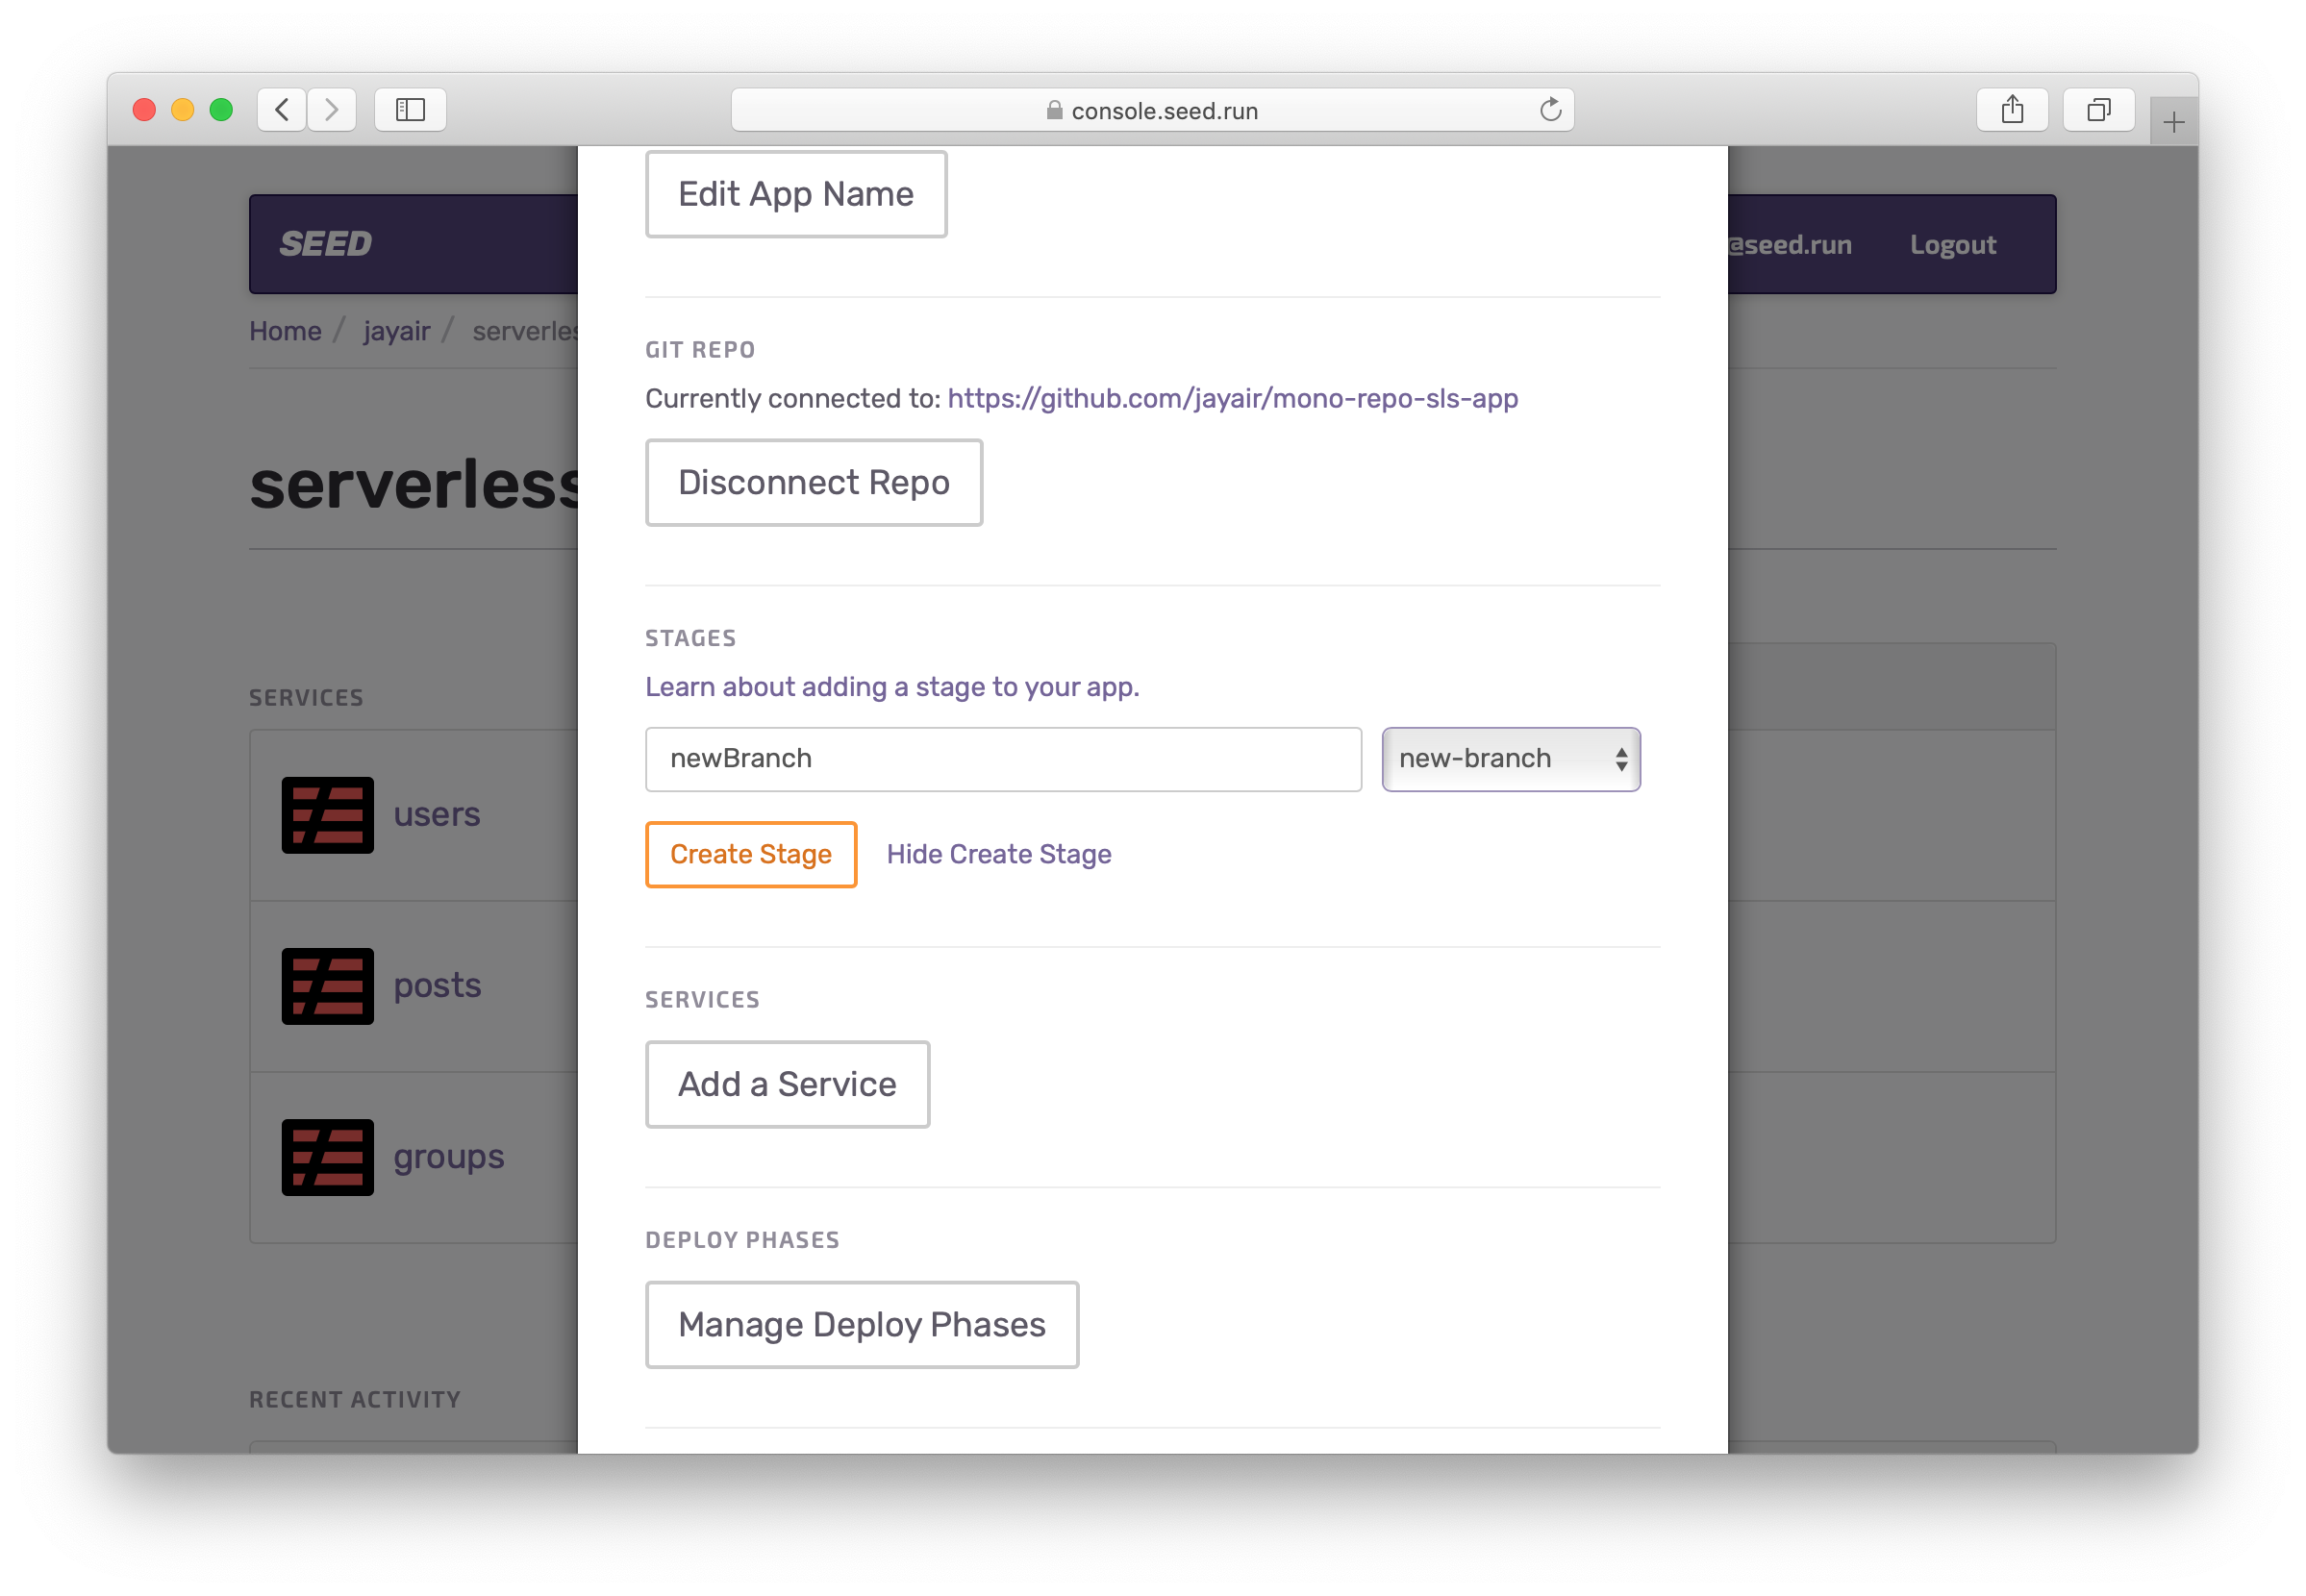 console.seed.run
Edit App Name
SEED
@seed.run
Logout
Home / jayair /
GIT REPO
Currently connected to: https://github.com/jayair/mono-repo-sls-app
Disconnect Repo
serverless
STAGES
Learn about adding a stage to your app.
newBranch
new-branch
Create Stage
Hide Create Stage
SERVICES
users
posts
groups
SERVICES
Add a Service
DEPLOY PHASES
Manage Deploy Phases
RECENT ACTIVITY